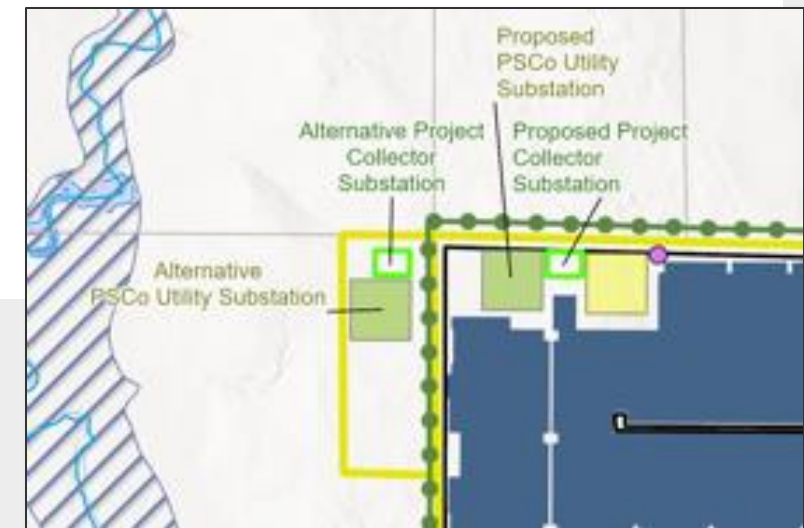 Proposed
PSCo Utility
Substation
Alternative Project
Collector
Substation
Proposed Project
Collector
Substation
Alternative
PSCo Utility Substation